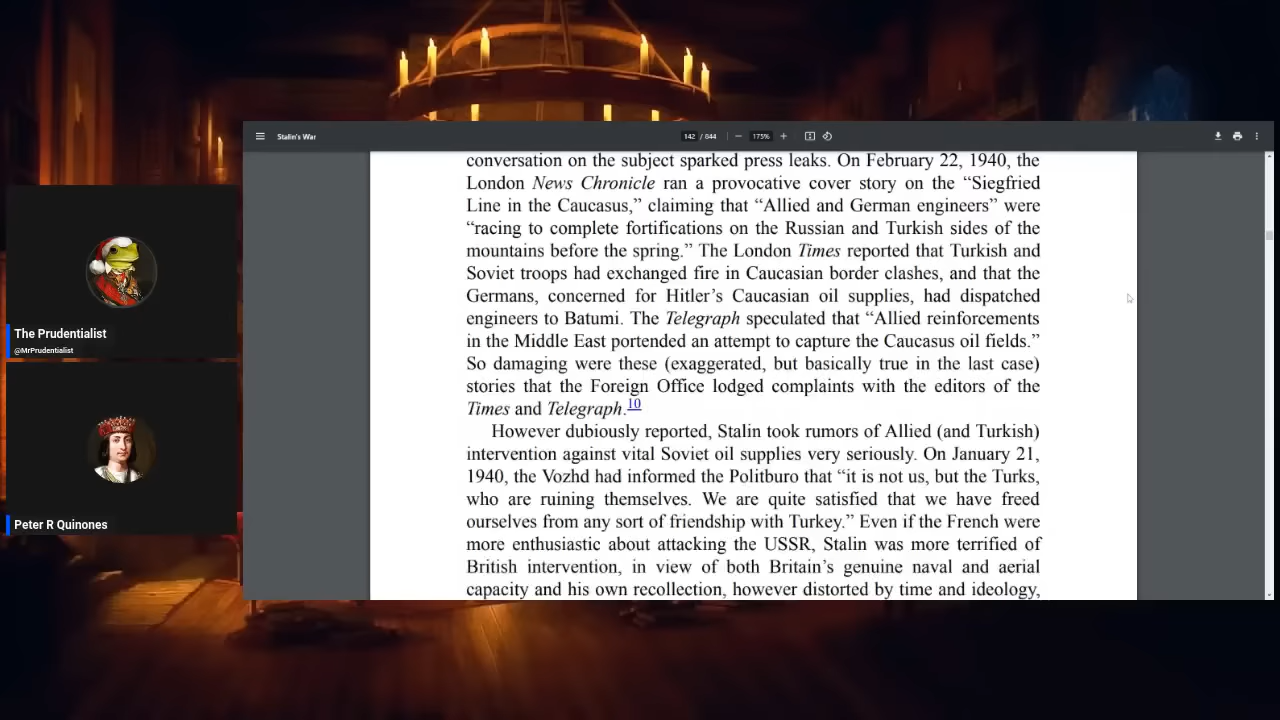 Stalin's War
142 / 844
175%
conversation on the subject sparked press leaks. On February 22, 1940, the
London News Chronicle ran a provocative cover story on the “Siegfried
Line in the Caucasus,” claiming that “Allied and German engineers” were
“racing to complete fortifications on the Russian and Turkish sides of the
mountains before the spring.” The London Times reported that Turkish and
Soviet troops had exchanged fire in Caucasian border clashes, and that the
Germans, concerned for Hitler’s Caucasian oil supplies, had dispatched
engineers to Batumi. The Telegraph speculated that “Allied reinforcements
in the Middle East portended an attempt to capture the Caucasus oil fields.”
So damaging were these (exaggerated, but basically true in the last case)
stories that the Foreign Office lodged complaints with the editors of the
Times and Telegraph.10
However dubiously reported, Stalin took rumors of Allied (and Turkish)
intervention against vital Soviet oil supplies very seriously. On January 21,
1940, the Vozhd had informed the Politburo that “it is not us, but the Turks,
who are ruining themselves. We are quite satisfied that we have freed
ourselves from any sort of friendship with Turkey.” Even if the French were
more enthusiastic about attacking the USSR, Stalin was more terrified of
British intervention, in view of both Britain’s genuine naval and aerial
capacity and his own recollection, however distorted by time and ideology,
The Prudentialist
@MrPrudentialist
Peter R Quinones